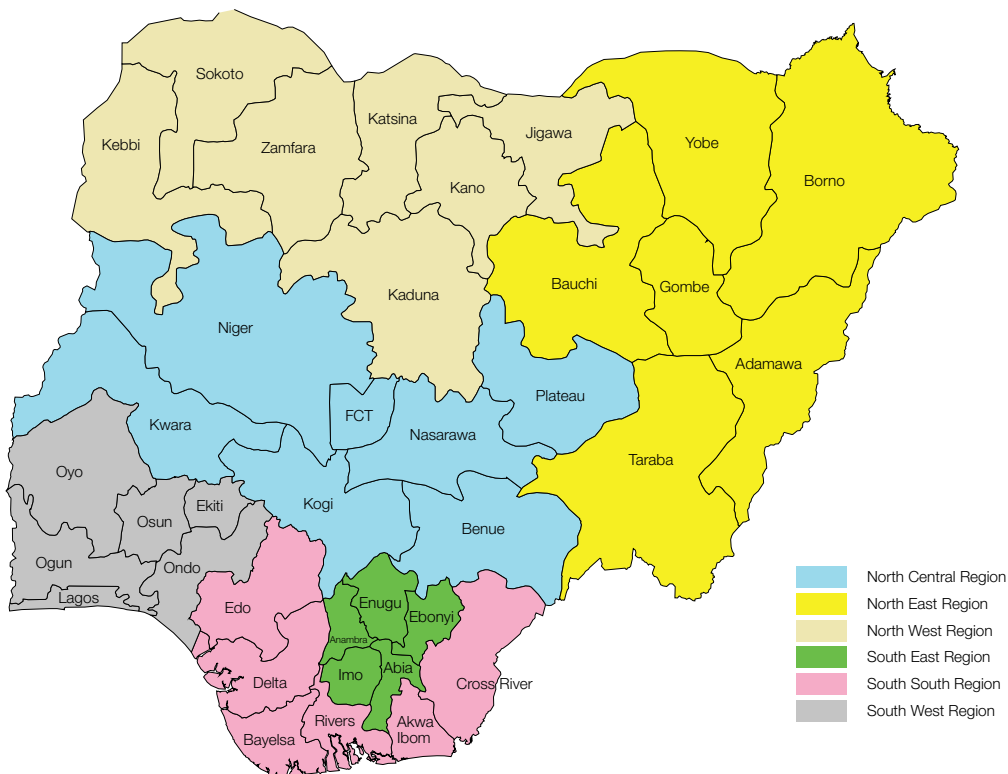 Sokoto
Kebbi
Zamfara
Katsina
Jigawa
Kano
Yobe
Borno
Kaduna
Bauchi
Gombe
Niger
Adamawa
Plateau
FCT
Nasarawa
Kwara
Taraba
Oyo
Kogi
Benue
Ekiti
Osun
Ogun
Ondo
Lagos
Edo
Enugu
Ebonyi
Anambra
Imo
Abia
Delta
Cross River
Rivers
Bayelsa
Akwa
Ibom
North Central Region
North East Region
North West Region
South East Region
South South Region
South West Region